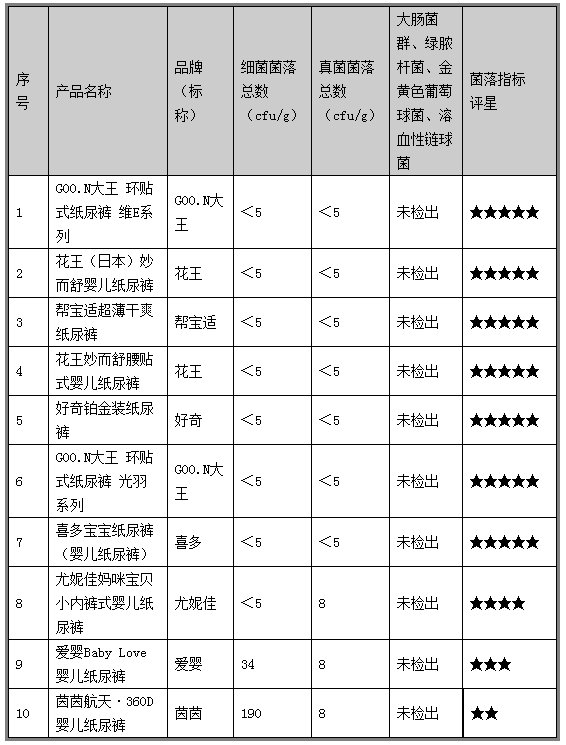 序号
产品名称
品牌（标称）
细菌菌落总数（cfu/g）
真菌菌落总数（cfu/g）
大肠菌群、绿脓杆菌、金黄色葡萄球菌、溶血性链球菌
菌落指标评星
1
GOO.N大王 环贴式纸尿裤 维E系列
GOO.N大王
＜5
＜5
未检出
★★★★★
2
花王（日本）妙而舒婴儿纸尿裤
花王
＜5
＜5
未检出
★★★★★
3
帮宝适超薄干爽纸尿裤
帮宝适
＜5
＜5
未检出
★★★★★
4
花王妙而舒腰贴式婴儿纸尿裤
花王
＜5
＜5
未检出
★★★★★
5
好奇铂金装纸尿裤
好奇
＜5
＜5
未检出
★★★★★
6
GOO.N大王 环贴式纸尿裤 光羽系列
GOO.N大王
＜5
＜5
未检出
★★★★★
7
喜多宝宝纸尿裤（婴儿纸尿裤）
喜多
＜5
＜5
未检出
★★★★★
8
尤妮佳妈咪宝贝小内裤式婴儿纸尿裤
尤妮佳
＜5
8
未检出
★★★★
9
爱婴Baby Love婴儿纸尿裤
爱婴
34
8
未检出
★★★
10
茵茵航天·360D婴儿纸尿裤
茵茵
190
8
未检出
★★